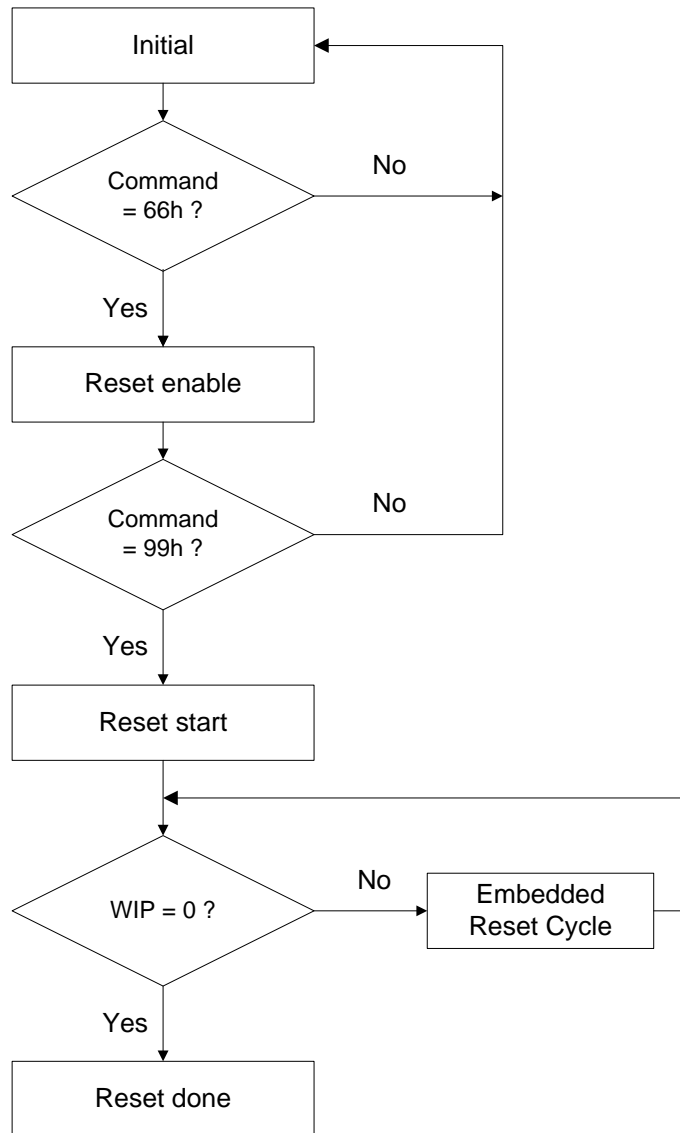 Initial
Command
= 66h ?
No
Yes
Reset enable
Command
= 99h ?
No
Yes
Reset start
WIP = 0 ?
No
Embedded
Reset Cycle
Yes
Reset done